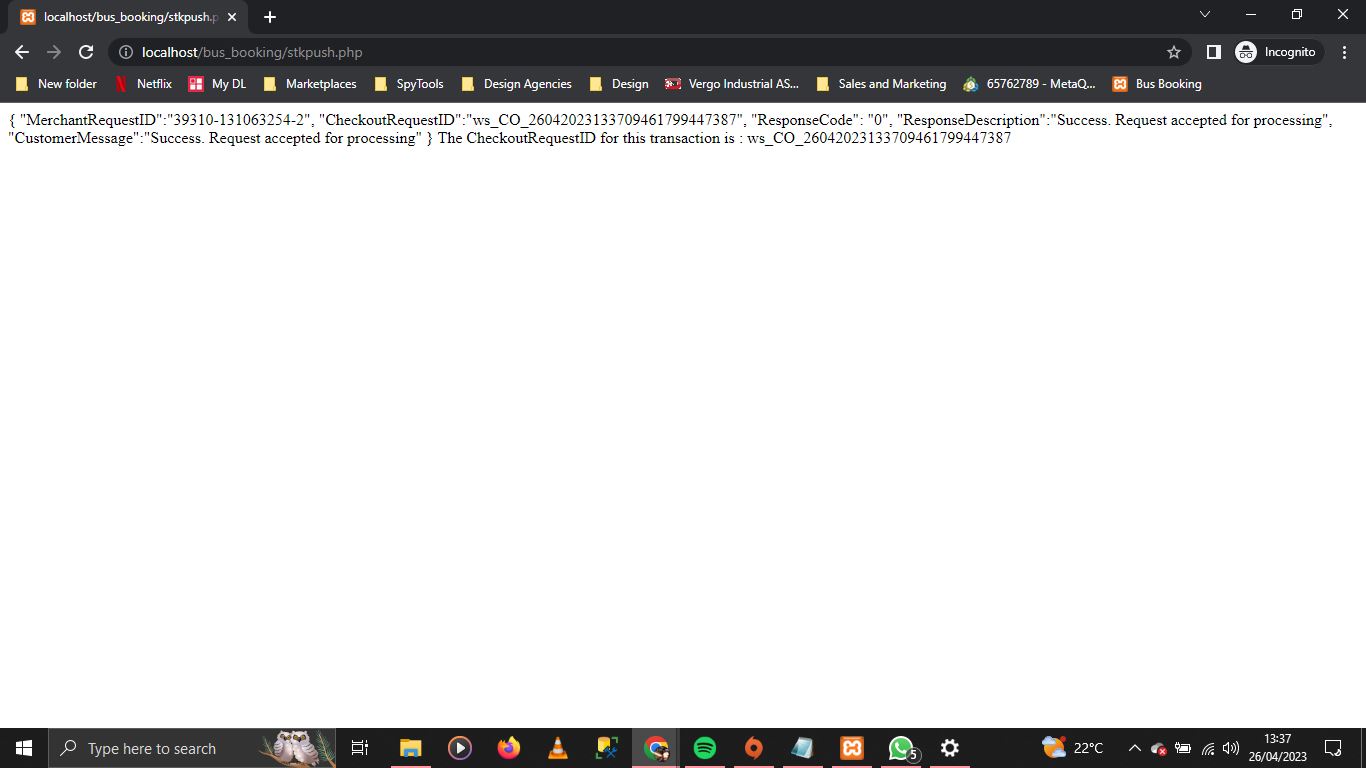 localhost/bus_booking/stkpush.p
localhost/bus_booking/stkpush.php
Incognito
New folder
Netflix
My DL
Marketplaces
SpyTools
Design Agencies
Design
Vergo Industrial AS...
Sales and Marketing
65762789 - MetaQ...
Bus Booking
{ "MerchantRequestID":"39310-131063254-2", "CheckoutRequestID":"ws_CO_26042023133709461799447387", "ResponseCode": "0", "ResponseDescription":"Success. Request accepted for processing",
"CustomerMessage":"Success. Request accepted for processing" } The CheckoutRequestID for this transaction is : ws_CO_26042023133709461799447387
Type here to search
5
22°C
13:37
26/04/2023